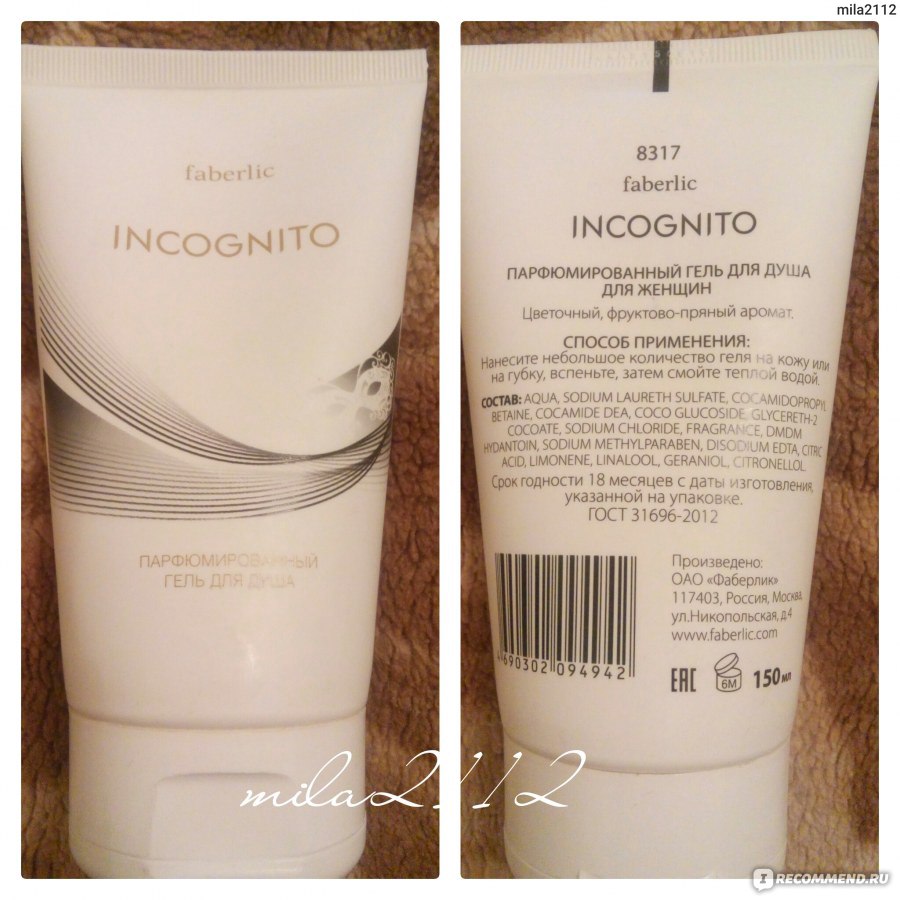 mila2112
faberlic
INCOGNITO
ПАРФЮМИРОВАННЫЙ
ГЕЛЬ ДЛЯ ДУША
8317
faberlic
INCOGNITO
ПАРФЮМИРОВАННЫЙ ГЕЛЬ ДЛЯ ДУША
ДЛЯ ЖЕНЩИН
Цветочный, фруктово-пряный аромат.
СПОСОБ ПРИМЕНЕНИЯ:
Нанесите небольшое количество геля на кожу или
на губку, вспеньте, затем смойте теплой водой.
СОСТАВ: AQUA, SODIUM LAURETH SULFATE, COCAMIDOPROPYL
BETAINE, COCAMIDE DEA, COCO GLUCOSIDE, GLYCERETH-2
COCOATE, SODIUM CHLORIDE, FRAGRANCE, DMDM
HYDANTOIN, SODIUM METHYLPARABEN, DISODIUM EDTA, CITRIC
ACID, LIMONENE, LINALOOL, GERANIOL, CITRONELLOL.
Срок годности 18 месяцев с даты изготовления,
указанной на упаковке.
ГОСТ 31696-2012
Произведено:
ОАО «Фаберлик»
117403, Россия, Москва,
ул.Никопольская, д.4
www.faberlic.com
4690302 094942
EAC 6M 150 мл
mila2112
I RECOMMEND.RU